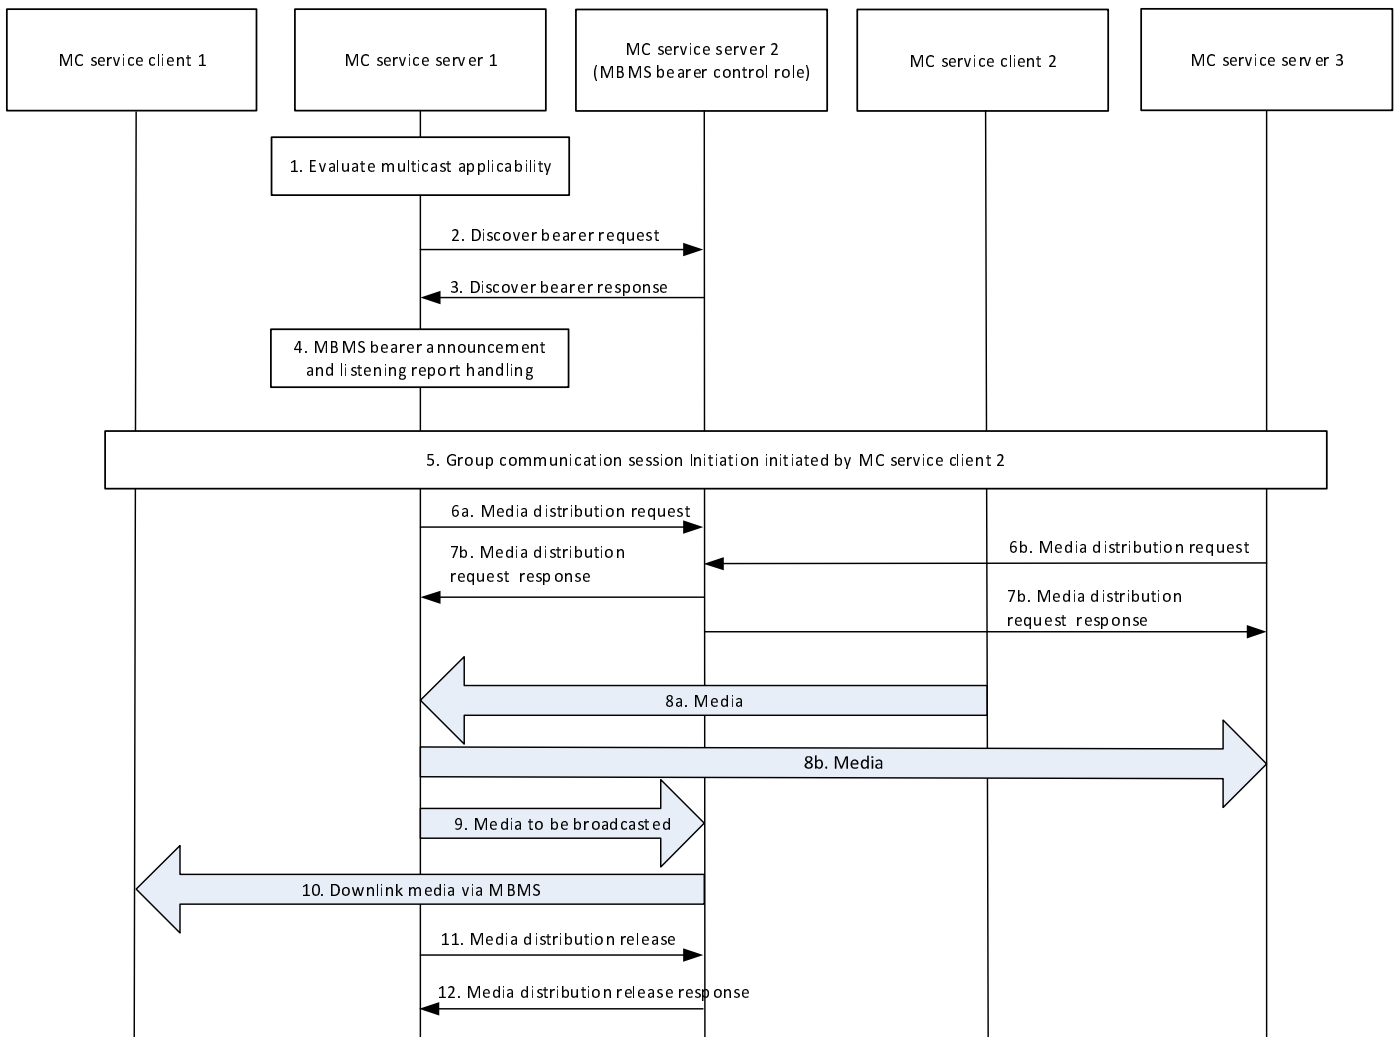 MC service client 1
MC service server 1
MC service server 2
(MBMS bearer control role)
MC service client 2
MC service server 3
1. Evaluate multicast applicability
2. Discover bearer request
3. Discover bearer response
4. MBMS bearer announcement
and listening report handling
5. Group communication session Initiation initiated by MC service client 2
6a. Media distribution request
6b. Media distribution request
7b. Media distribution
request response
7b. Media distribution
request response
8a. Media
8b. Media
9. Media to be broadcasted
10. Downlink media via MBMS
11. Media distribution release
12. Media distribution release response